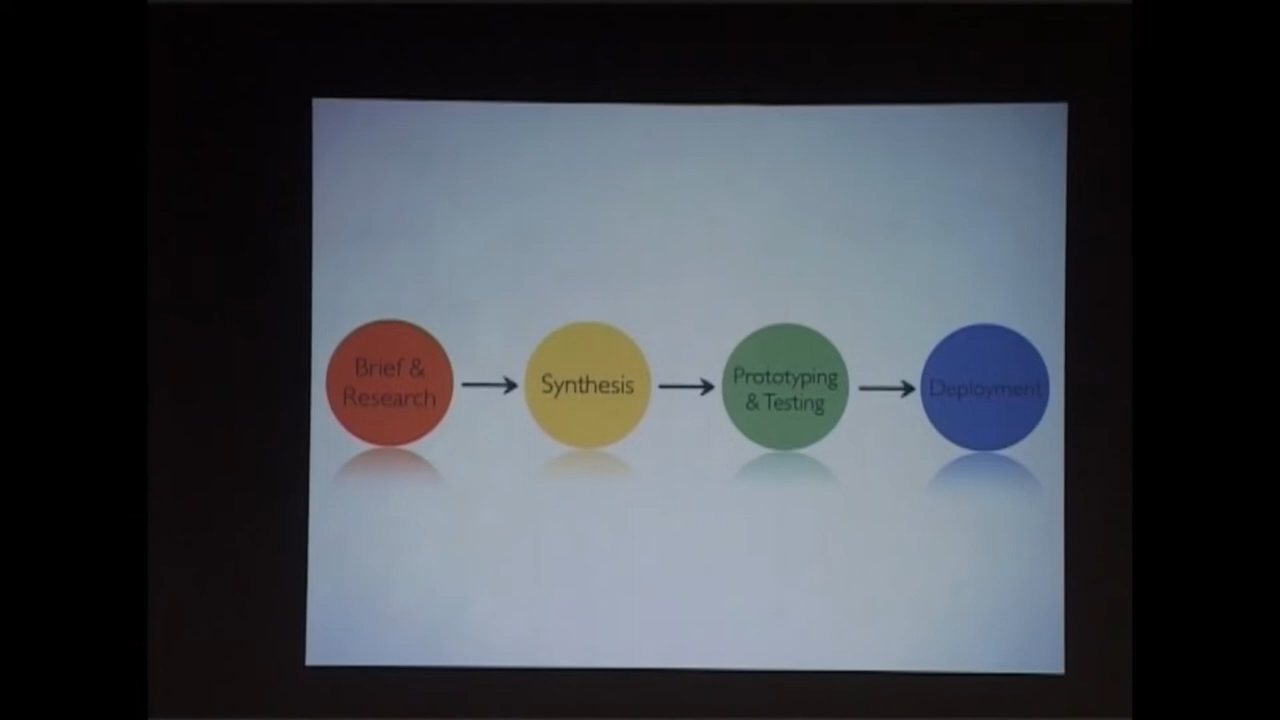 Brief &
Research
Synthesis
Prototyping
& Testing
Deployment